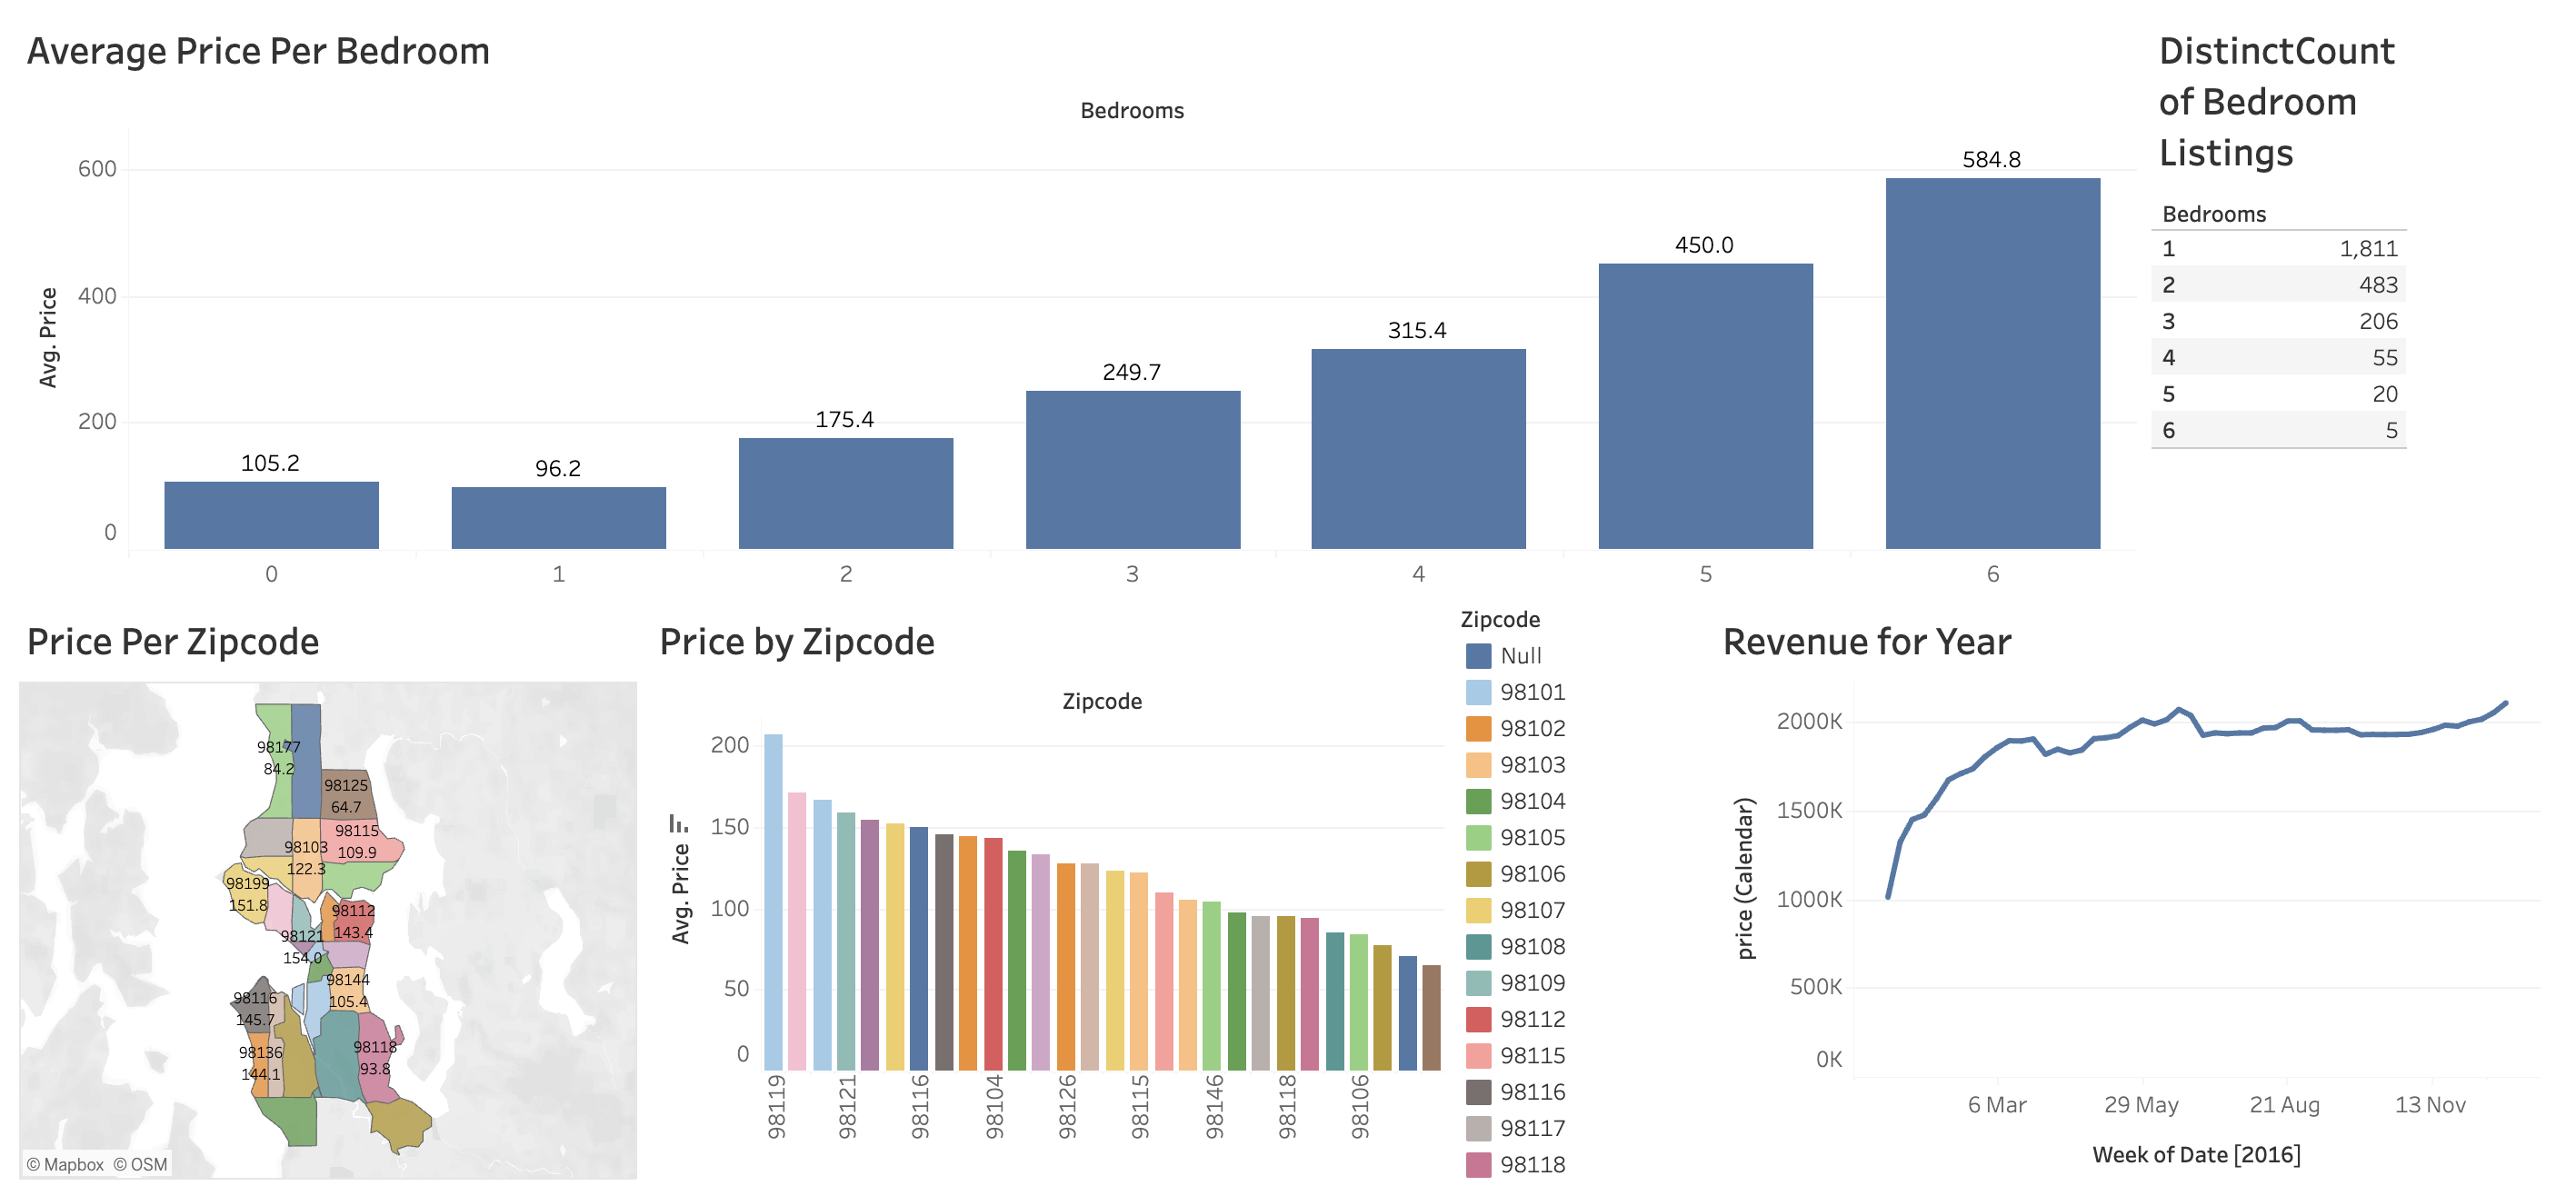 Average Price Per Bedroom
Bedrooms
Avg. Price
600
400
200
0
105.2
96.2
175.4
249.7
315.4
450.0
584.8
0
1
2
3
4
5
6
DistinctCount
of Bedroom
Listings
Bedrooms
1 1,811
2 483
3 206
4 55
5 20
6 5
Price Per Zipcode
98177
84.2
98125
64.7
98115
109.9
98103
122.3
98199
151.8
98112
143.4
98121
154.0
98144
105.4
98116
145.7
98136
144.1
98118
93.8
© Mapbox © OSM
Price by Zipcode
Zipcode
Avg. Price
200
150
100
50
0
98119
98121
98116
98104
98126
98115
98146
98118
98106
Zipcode
Null
98101
98102
98103
98104
98105
98106
98107
98108
98109
98112
98115
98116
98117
98118
Revenue for Year
price (Calendar)
2000K
1500K
1000K
500K
0K
6 Mar
29 May
21 Aug
13 Nov
Week of Date [2016]